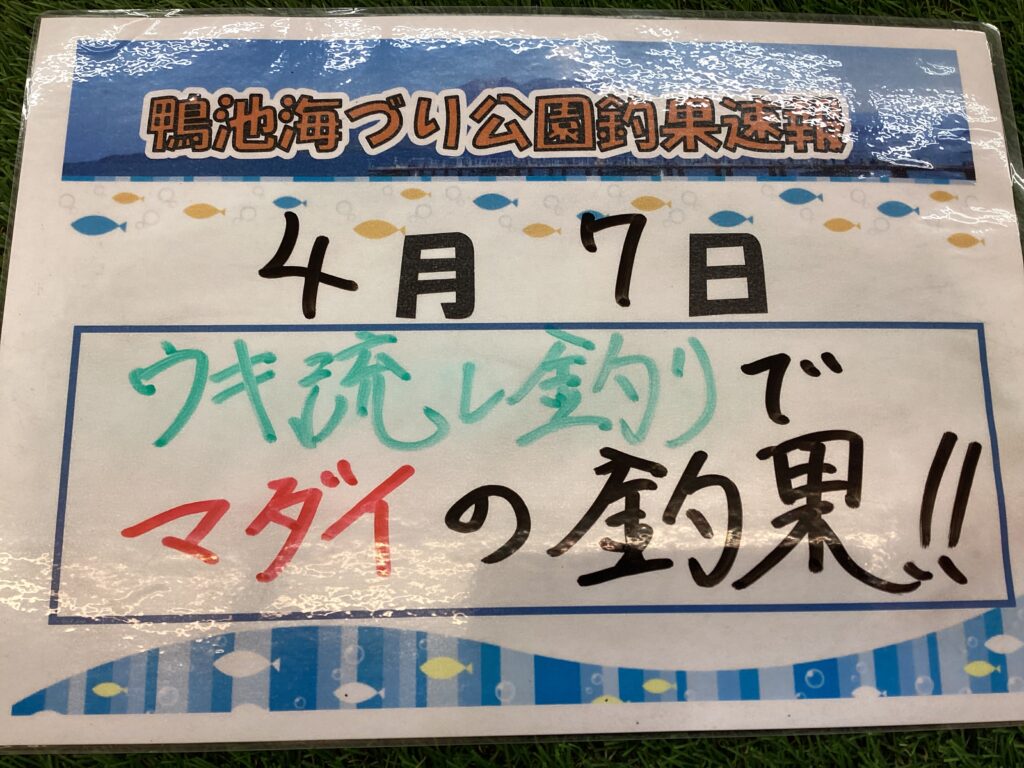 鴨池海づり公園釣果速報
4月7日
ウキ流し釣りで
マダイの釣果!!